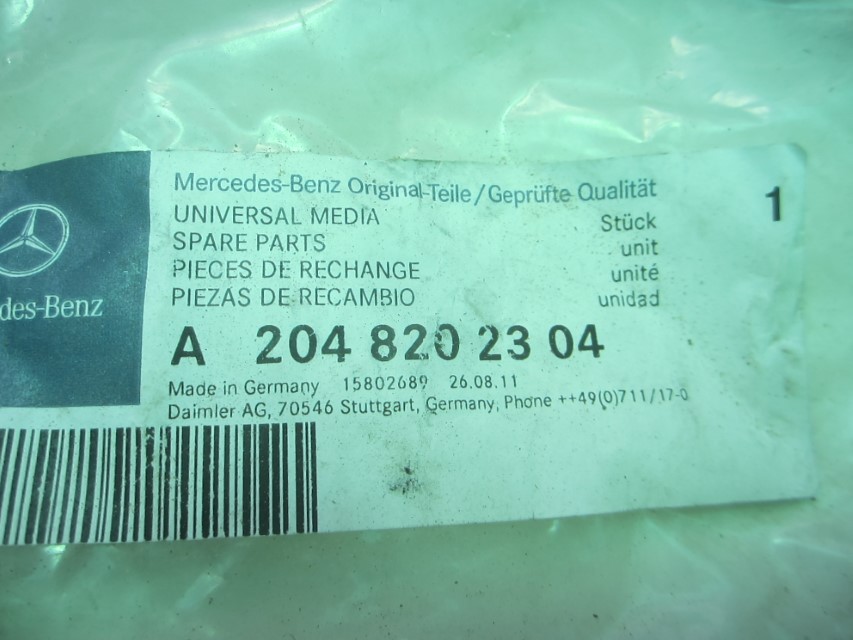 Mercedes-Benz Original-Teile/Geprüfte Qualität
UNIVERSAL MEDIA
SPARE PARTS
PIECES DE RECHANGE
PIEZAS DE RECAMBIO
Stück
unit
unité
unidad
1
des-Benz
A 204 820 23 04
Made in Germany 15802689 26.08.11
Daimler AG, 70546 Stuttgart, Germany, Phone ++49(0)711/17-0